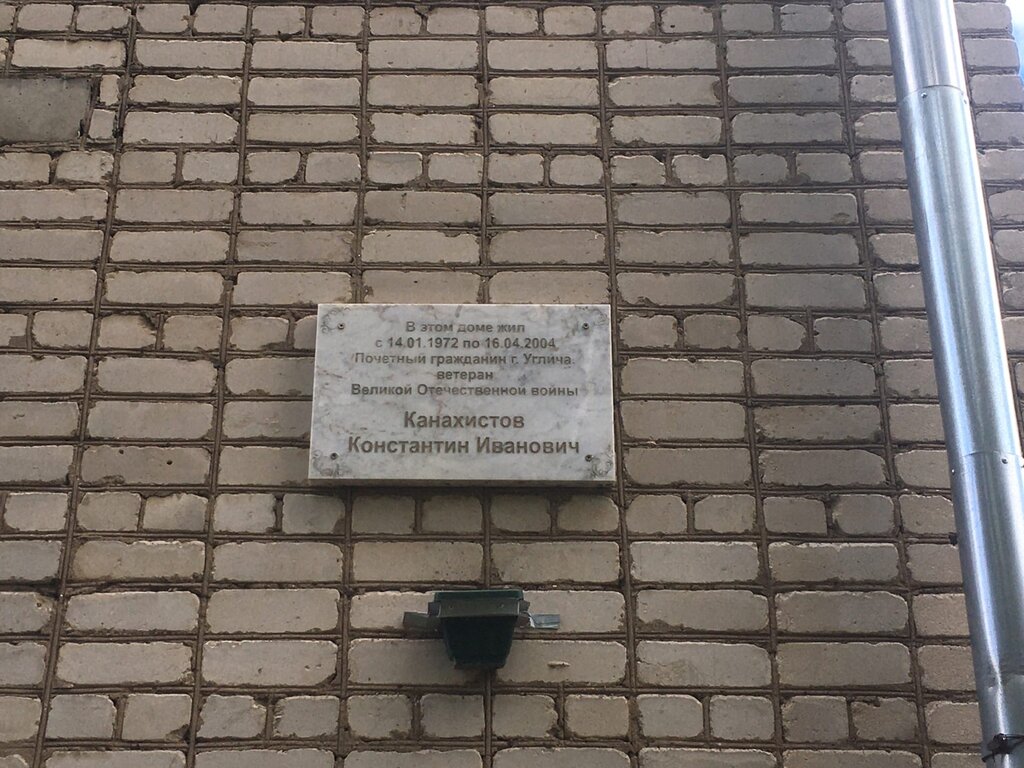 В этом доме жил
с 14.01.1972 по 16.04.2004
Почетный гражданин г. Углича,
ветеран
Великой Отечественной войны
Канахистов
Константин Иванович